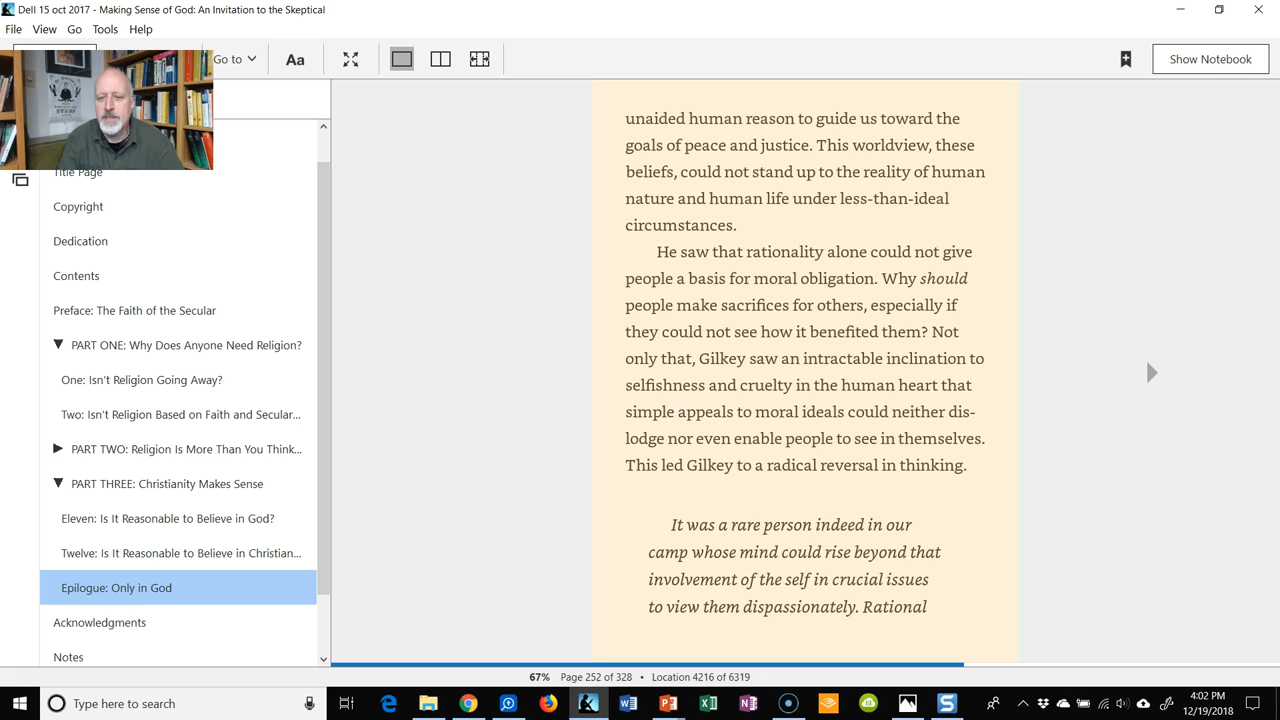 Dell 15 oct 2017 - Making Sense of God: An Invitation to the Skeptical
File View Go Tools Help
Go to
Aa
Show Notebook
Title Page
Copyright
Dedication
Contents
Preface: The Faith of the Secular
PART ONE: Why Does Anyone Need Religion?
One: Isn't Religion Going Away?
Two: Isn't Religion Based on Faith and Secular...
PART TWO: Religion Is More Than You Think...
PART THREE: Christianity Makes Sense
Eleven: Is It Reasonable to Believe in God?
Twelve: Is It Reasonable to Believe in Christian...
Epilogue: Only in God
Acknowledgments
Notes
unaided human reason to guide us toward the
goals of peace and justice. This worldview, these
beliefs, could not stand up to the reality of human
nature and human life under less-than-ideal
circumstances.
He saw that rationality alone could not give
people a basis for moral obligation. Why should
people make sacrifices for others, especially if
they could not see how it benefited them? Not
only that, Gilkey saw an intractable inclination to
selfishness and cruelty in the human heart that
simple appeals to moral ideals could neither dis-
lodge nor even enable people to see in themselves.
This led Gilkey to a radical reversal in thinking.
It was a rare person indeed in our
camp whose mind could rise beyond that
involvement of the self in crucial issues
to view them dispassionately. Rational
67% Page 252 of 328 • Location 4216 of 6319
Type here to search
4:02 PM
12/19/2018